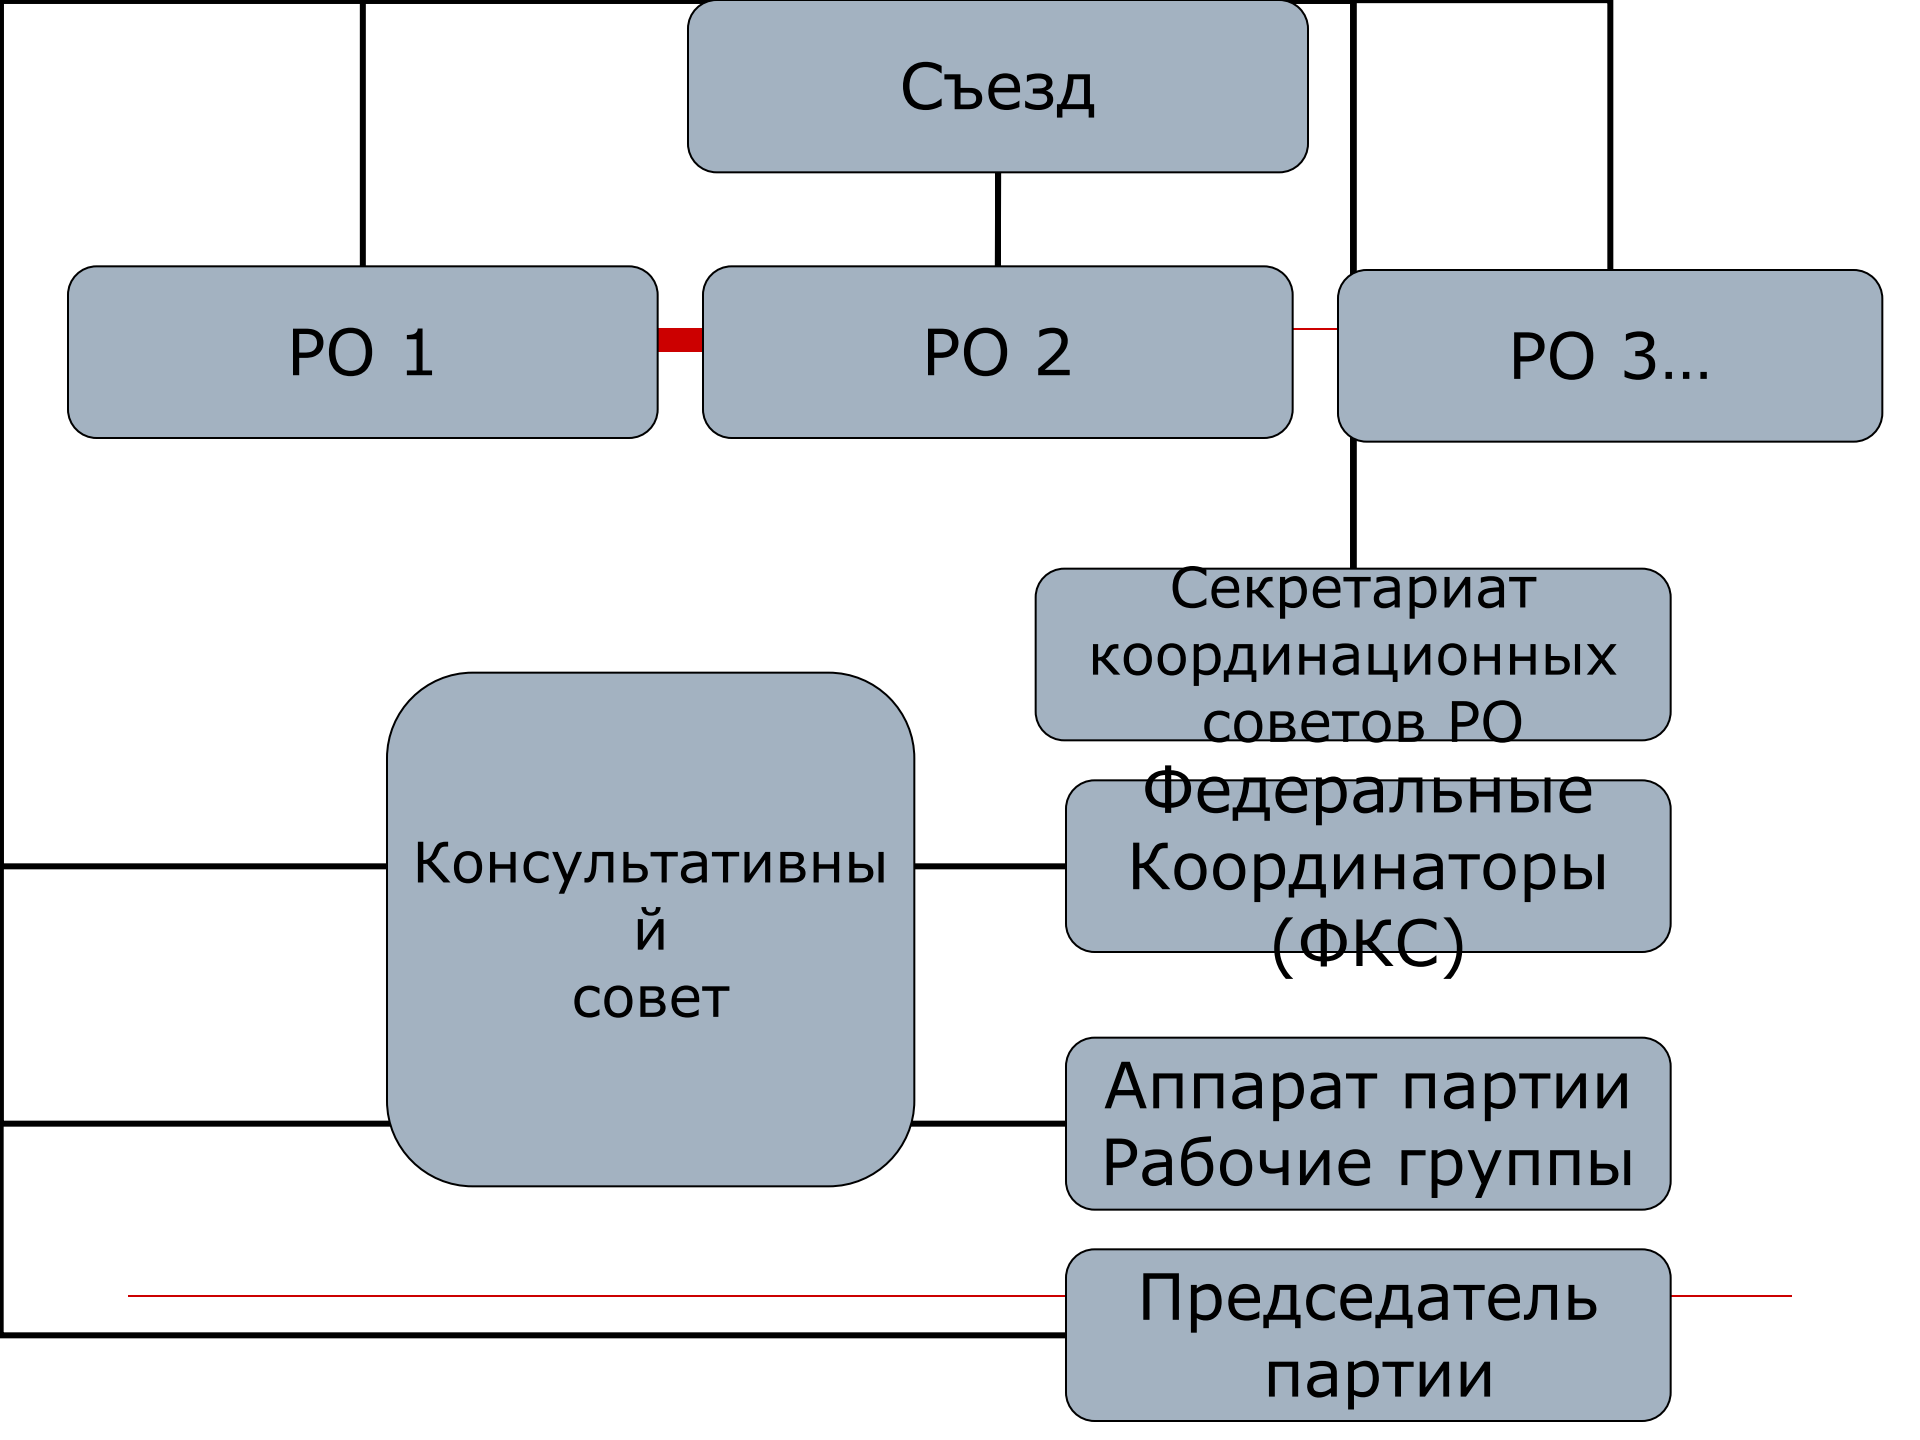 Съезд
РО 1
РО 2
РО 3…
Секретариат
координационных
советов РО
Консультативны
й
совет
Федеральные
Координаторы
(ФКС)
Аппарат партии
Рабочие группы
Председатель
партии